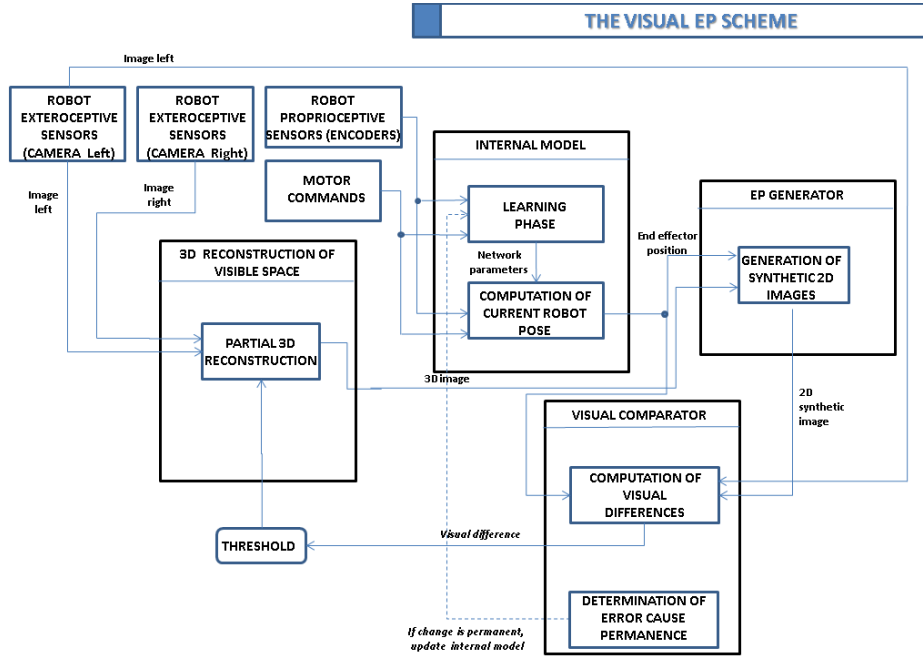 THE VISUAL EP SCHEME
Image left
ROBOT
EXTEROCEPTIVE
SENSORS
(CAMERA Left)
ROBOT
EXTEROCEPTIVE
SENSORS
(CAMERA Right)
ROBOT
PROPRIOCEPTIVE
SENSORS (ENCODERS)
INTERNAL MODEL
MOTOR
COMMANDS
Image
left
Image
right
LEARNING
PHASE
EP GENERATOR
End effector
position
3D RECONSTRUCTION OF
VISIBLE SPACE
Network
parameters
GENERATION OF
SYNTHETIC 2D
IMAGES
COMPUTATION OF
CURRENT ROBOT
POSE
PARTIAL 3D
RECONSTRUCTION
3D image
2D
synthetic
image
VISUAL COMPARATOR
COMPUTATION OF
VISUAL
DIFFERENCES
THRESHOLD
Visual difference
DETERMINATION OF
ERROR CAUSE
PERMANENCE
If change is permanent,
update internal model